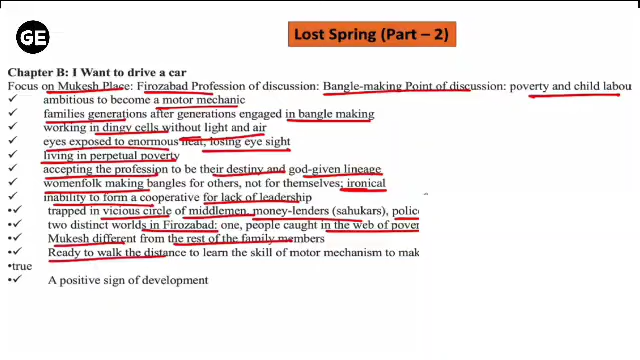 GE
Lost Spring (Part – 2)
Chapter B: I Want to drive a car
Focus on Mukesh Place: Firozabad Profession of discussion: Bangle-making Point of discussion: poverty and child labou
✓ ambitious to become a motor mechanic
✓ families generations after generations engaged in bangle making
✓ working in dingy cells without light and air
✓ eyes exposed to enormous heat, losing eye sight
✓ living in perpetual poverty
✓ accepting the profession to be their destiny and god-given lineage
✓ womenfolk making bangles for others, not for themselves; ironical
✓ inability to form a cooperative for lack of leadership
•✓ trapped in vicious circle of middlemen, money-lenders (sahukars), police
•✓ two distinct worlds in Firozabad: one, people caught in the web of pover
•✓ Mukesh different from the rest of the family members
•✓ Ready to walk the distance to learn the skill of motor mechanism to mak
•true
•✓ A positive sign of development